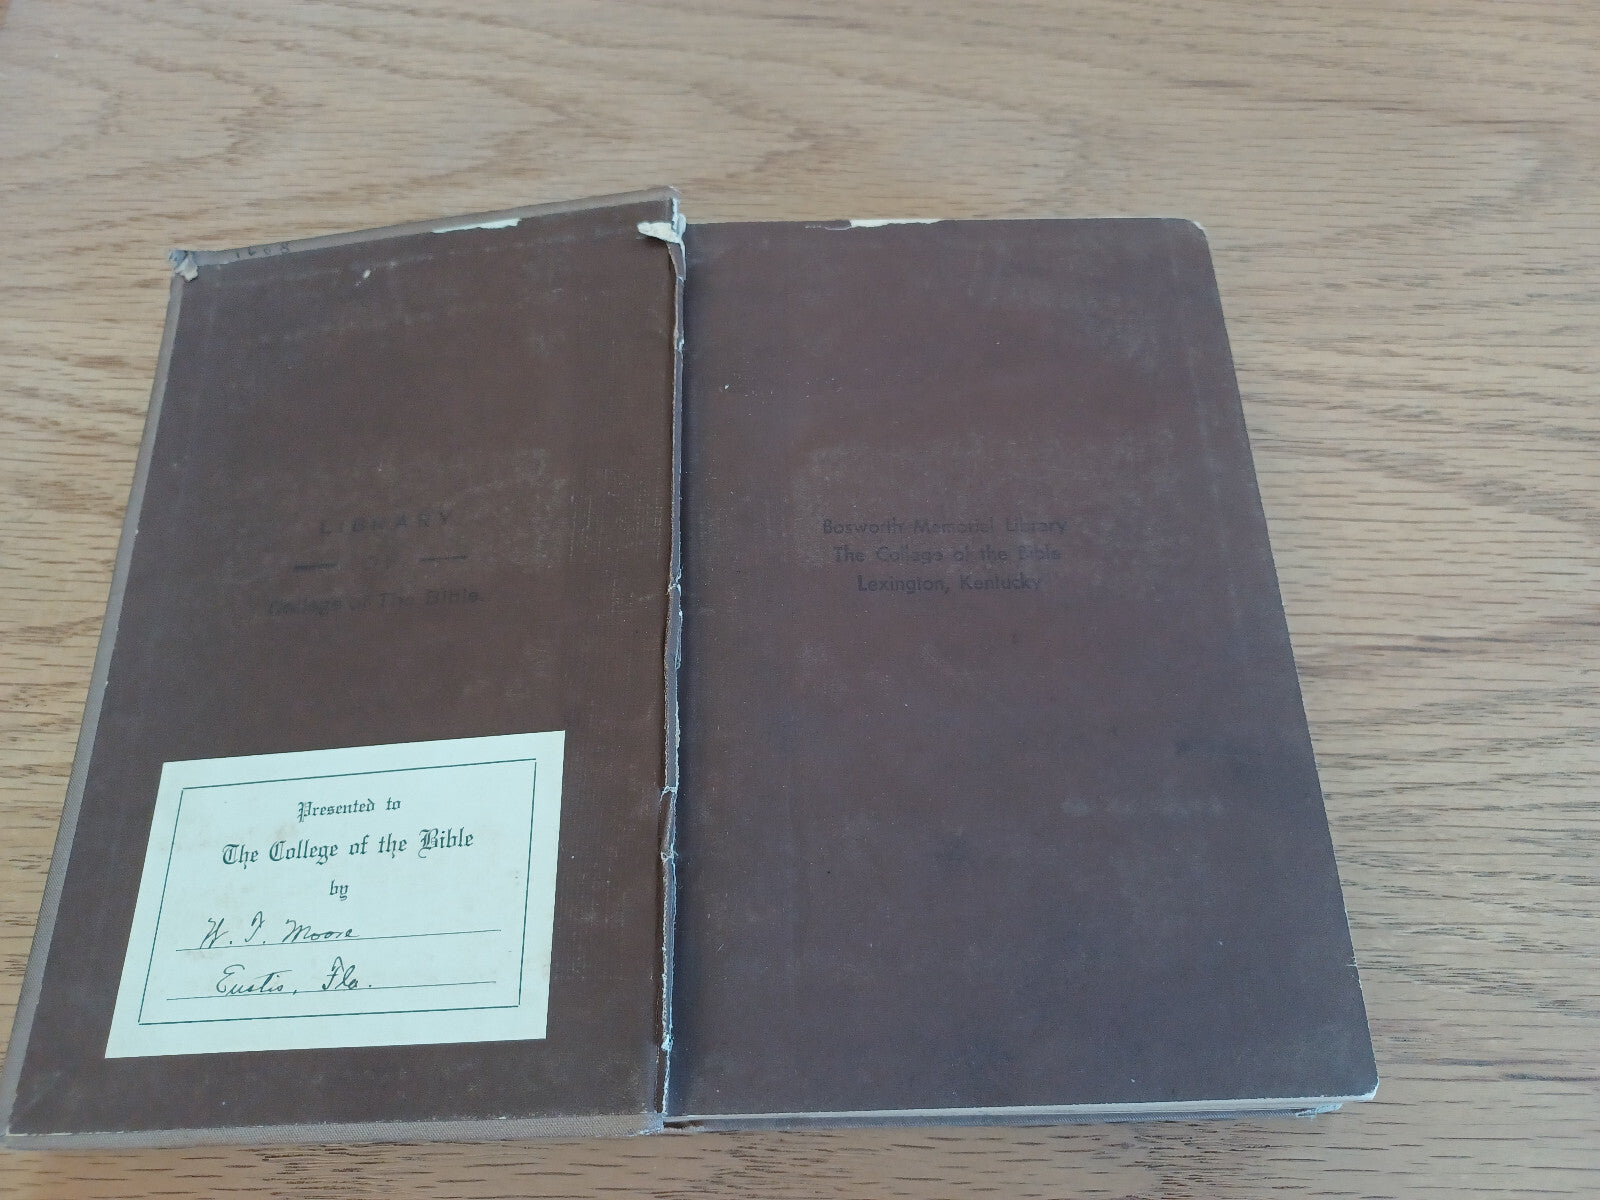 LIBRARY
OF
College of The Bible.
Presented to
The College of the Bible
by
W. T. Moore
Eustis, Fla.
Bosworth Memorial Library
The College of the Bible
Lexington, Kentucky